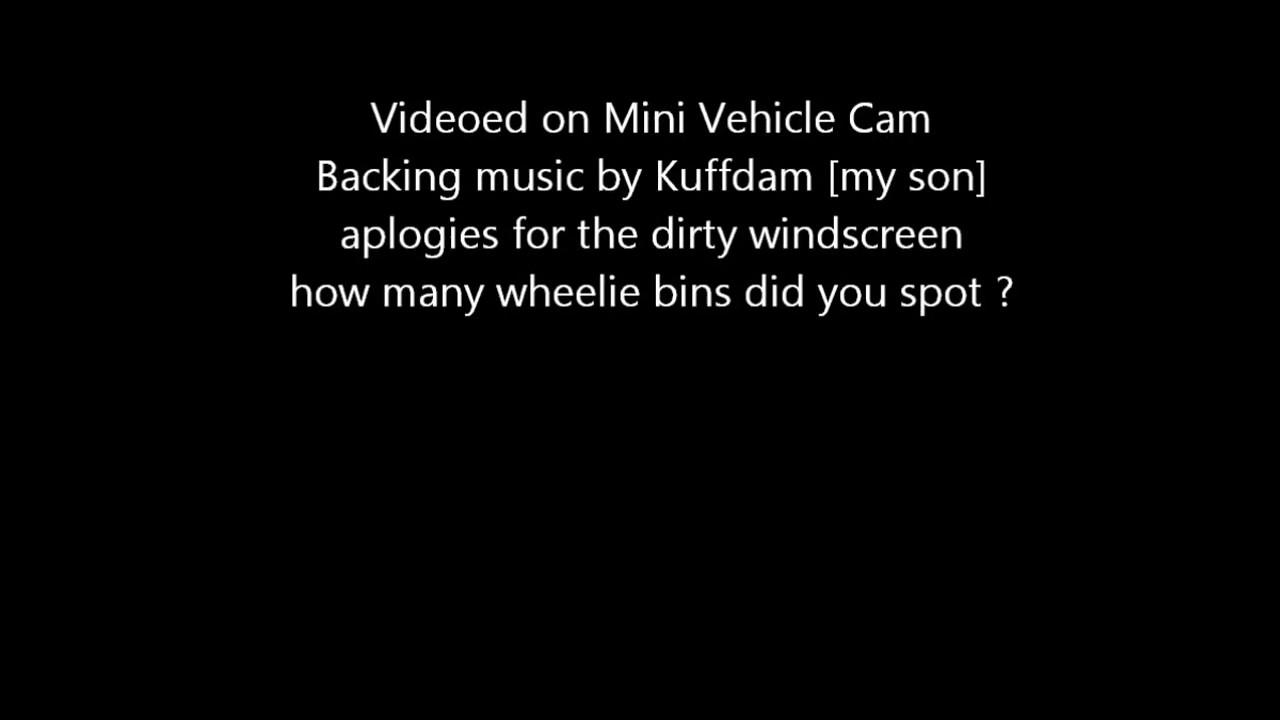 Videoed on Mini Vehicle Cam
Backing music by Kuffdam [my son]
aplogies for the dirty windscreen
how many wheelie bins did you spot ?